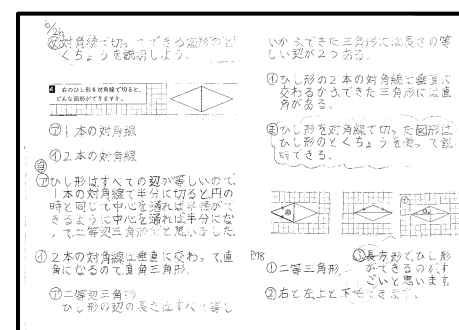 6/26
め対角線で切ってできる図形のと
くちょうを説明しよう。
4 右のひし形を対角線で切ると、
どんな図形ができますか。
㋐1本の対角線
㋑2本の対角線
自
㋐ひし形はすべての辺が等しいので、
1本の対角線で半分に切ると円の
時と同じで中心を通れば半径がで
きるように中心を通れば半分にな
って二等辺三角形だと思いました。
㋑2本の対角線は垂直に交わって直
角になるので直角三角形。
㋐二等辺三角形
ひし形の辺の長さはすべて等し
いから、できた三角形には長さの等
しい辺が2つある。
㋑ひし形の2本の対角線は垂直に
交わるから、できた三角形には直
角がある。
ひし形を対角線で切った図形は、
ひし形のとくちょうを使って説
明できる。
P.98
①二等辺三角形
②右と左と下
長方形で、ひし形
ができるのがす
ごいと思います